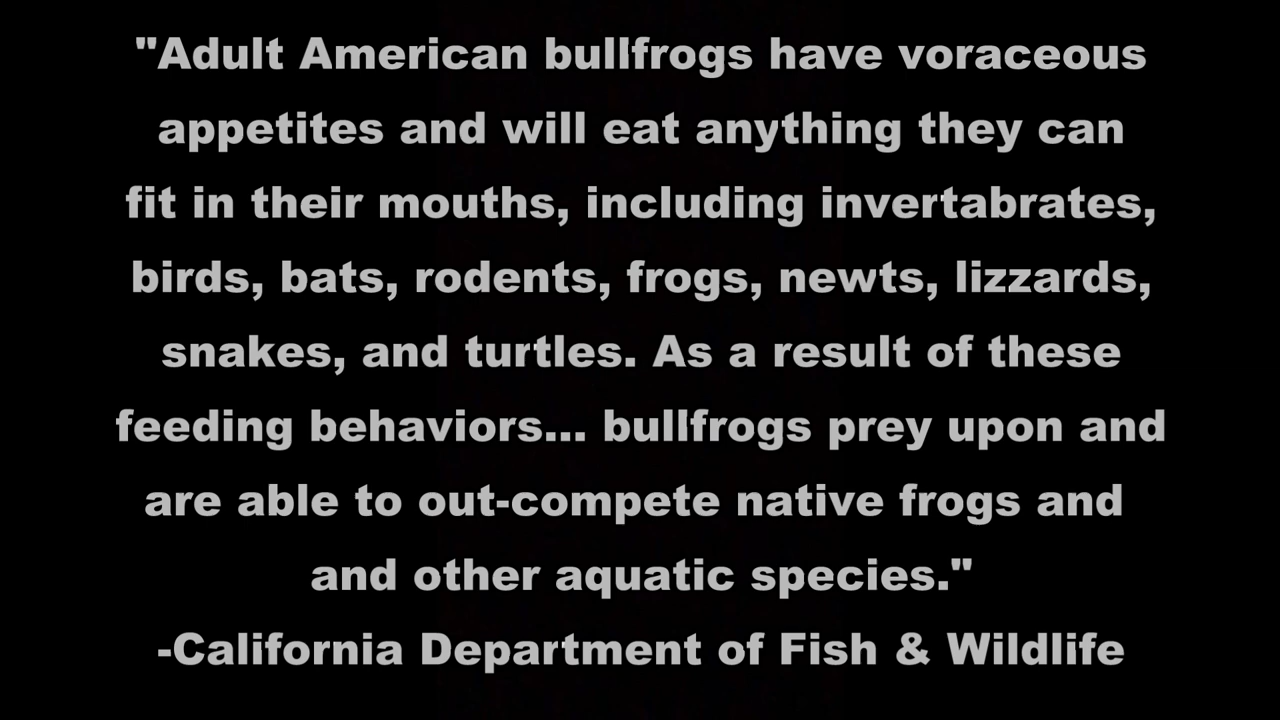 "Adult American bullfrogs have voraceous
appetites and will eat anything they can
fit in their mouths, including invertabrates,
birds, bats, rodents, frogs, newts, lizzards,
snakes, and turtles. As a result of these
feeding behaviors... bullfrogs prey upon and
are able to out-compete native frogs and
and other aquatic species."
-California Department of Fish & Wildlife